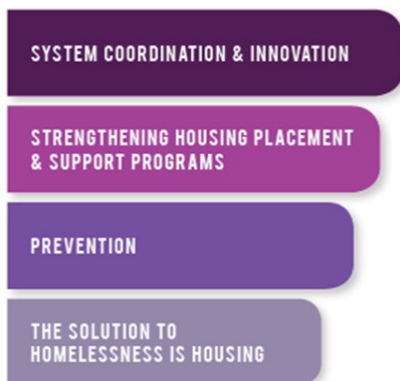 SYSTEM COORDINATION & INNOVATION
STRENGTHENING HOUSING PLACEMENT
& SUPPORT PROGRAMS
PREVENTION
THE SOLUTION TO
HOMELESSNESS IS HOUSING